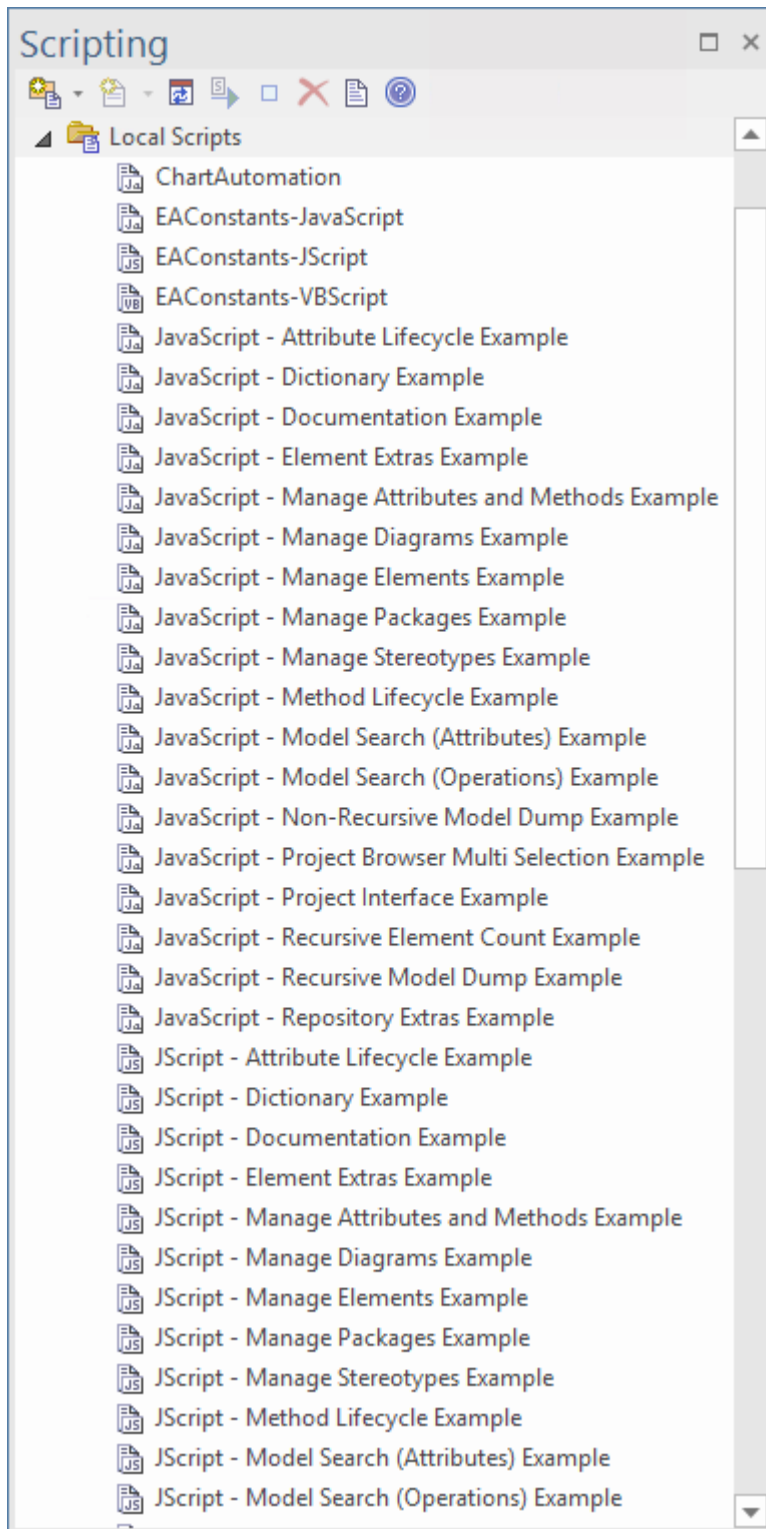 Scripting
Local Scripts
ChartAutomation
EAConstants-JavaScript
EAConstants-JScript
EAConstants-VBScript
JavaScript - Attribute Lifecycle Example
JavaScript - Dictionary Example
JavaScript - Documentation Example
JavaScript - Element Extras Example
JavaScript - Manage Attributes and Methods Example
JavaScript - Manage Diagrams Example
JavaScript - Manage Elements Example
JavaScript - Manage Packages Example
JavaScript - Manage Stereotypes Example
JavaScript - Method Lifecycle Example
JavaScript - Model Search (Attributes) Example
JavaScript - Model Search (Operations) Example
JavaScript - Non-Recursive Model Dump Example
JavaScript - Project Browser Multi Selection Example
JavaScript - Project Interface Example
JavaScript - Recursive Element Count Example
JavaScript - Recursive Model Dump Example
JavaScript - Repository Extras Example
JScript - Attribute Lifecycle Example
JScript - Dictionary Example
JScript - Documentation Example
JScript - Element Extras Example
JScript - Manage Attributes and Methods Example
JScript - Manage Diagrams Example
JScript - Manage Elements Example
JScript - Manage Packages Example
JScript - Manage Stereotypes Example
JScript - Method Lifecycle Example
JScript - Model Search (Attributes) Example
JScript - Model Search (Operations) Example